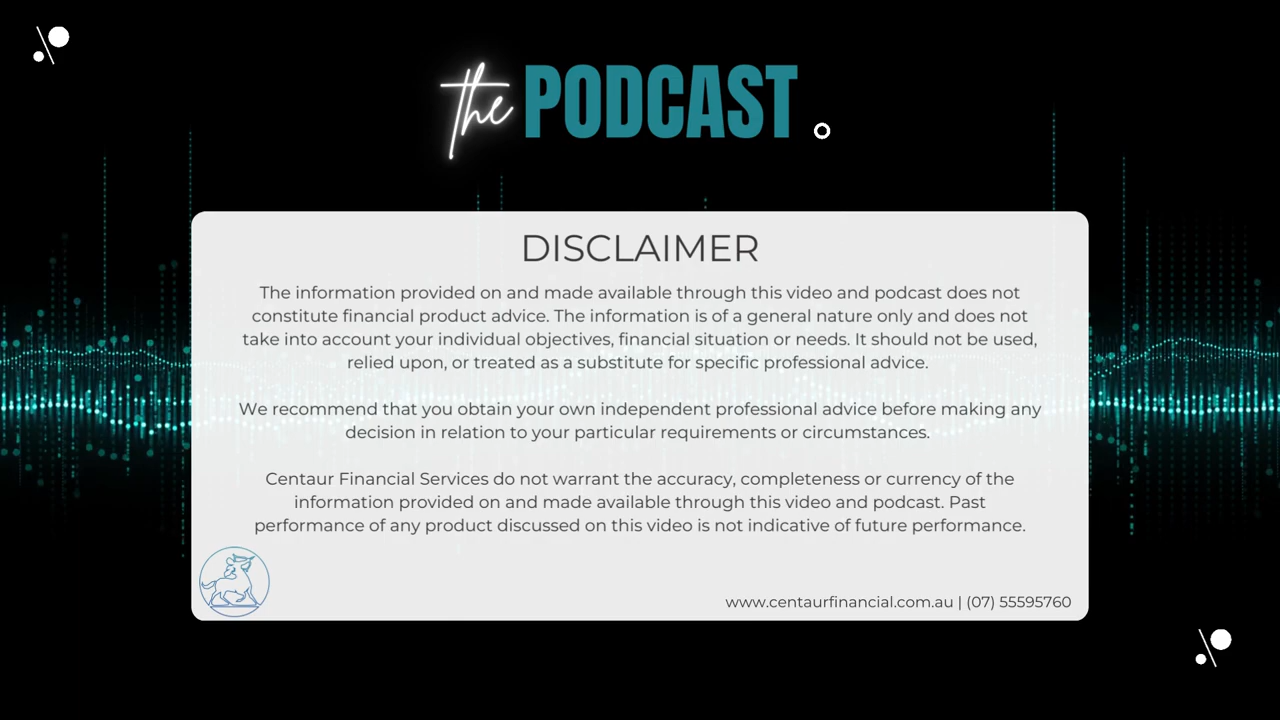 the PODCAST
DISCLAIMER
The information provided on and made available through this video and podcast does not
constitute financial product advice. The information is of a general nature only and does not
take into account your individual objectives, financial situation or needs. It should not be used,
relied upon, or treated as a substitute for specific professional advice.
We recommend that you obtain your own independent professional advice before making any
decision in relation to your particular requirements or circumstances.
Centaur Financial Services do not warrant the accuracy, completeness or currency of the
information provided on and made available through this video and podcast. Past
performance of any product discussed on this video is not indicative of future performance.
www.centaurfinancial.com.au | (07) 55595760